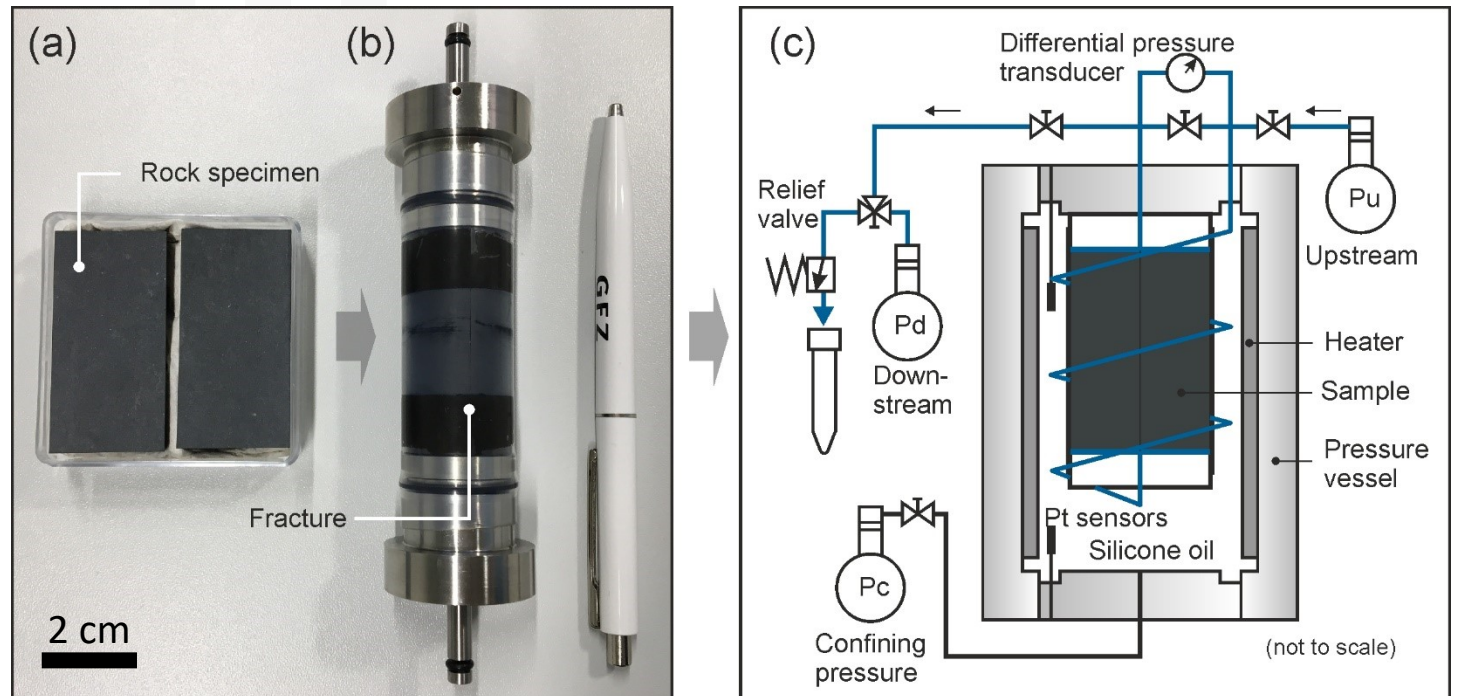 (a)
(b)
Rock specimen
Fracture
GFZ
2 cm
(c)
Differential pressure
transducer
Relief
valve
Pu
Upstream
Pd
Down-
stream
Heater
Sample
Pressure
vessel
Pt sensors
Silicone oil
Pc
Confining
pressure
(not to scale)